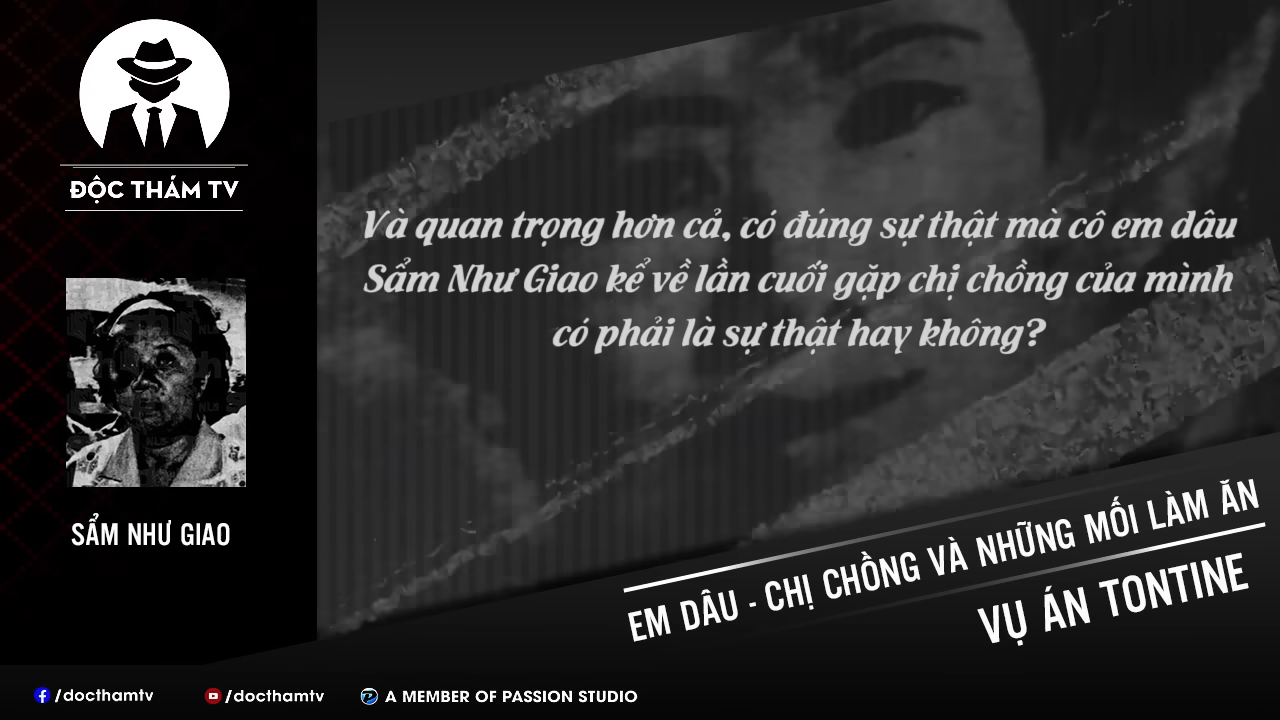 ĐỘC THÁM TV
SẨM NHƯ GIAO
Và quan trọng hơn cả, có đúng sự thật mà cô em dâu
Sẩm Như Giao kể về lần cuối gặp chị chồng của mình
có phải là sự thật hay không?
EM DÂU - CHỊ CHỒNG VÀ NHỮNG MỐI LÀM ĂN
VỤ ÁN TONTINE
/docthamtv
/docthamtv
A MEMBER OF PASSION STUDIO